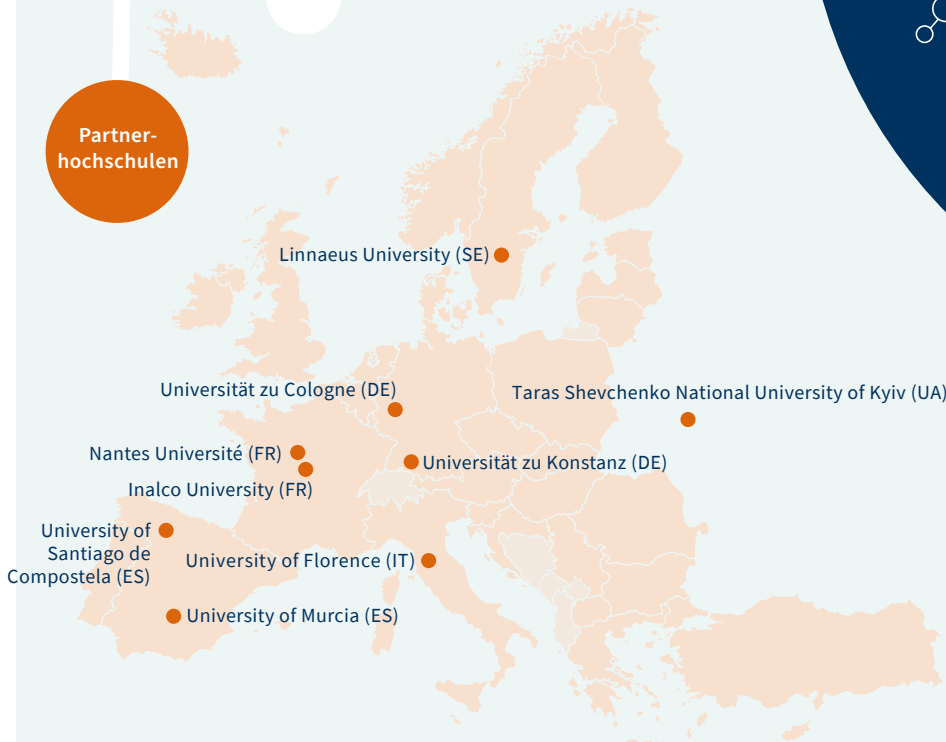 Partner-
hochschulen
Linnaeus University (SE)
Universität zu Cologne (DE)
Taras Shevchenko National University of Kyiv (UA)
Nantes Université (FR)
Universität zu Konstanz (DE)
Inalco University (FR)
University of
Santiago de
Compostela (ES)
University of Florence (IT)
University of Murcia (ES)